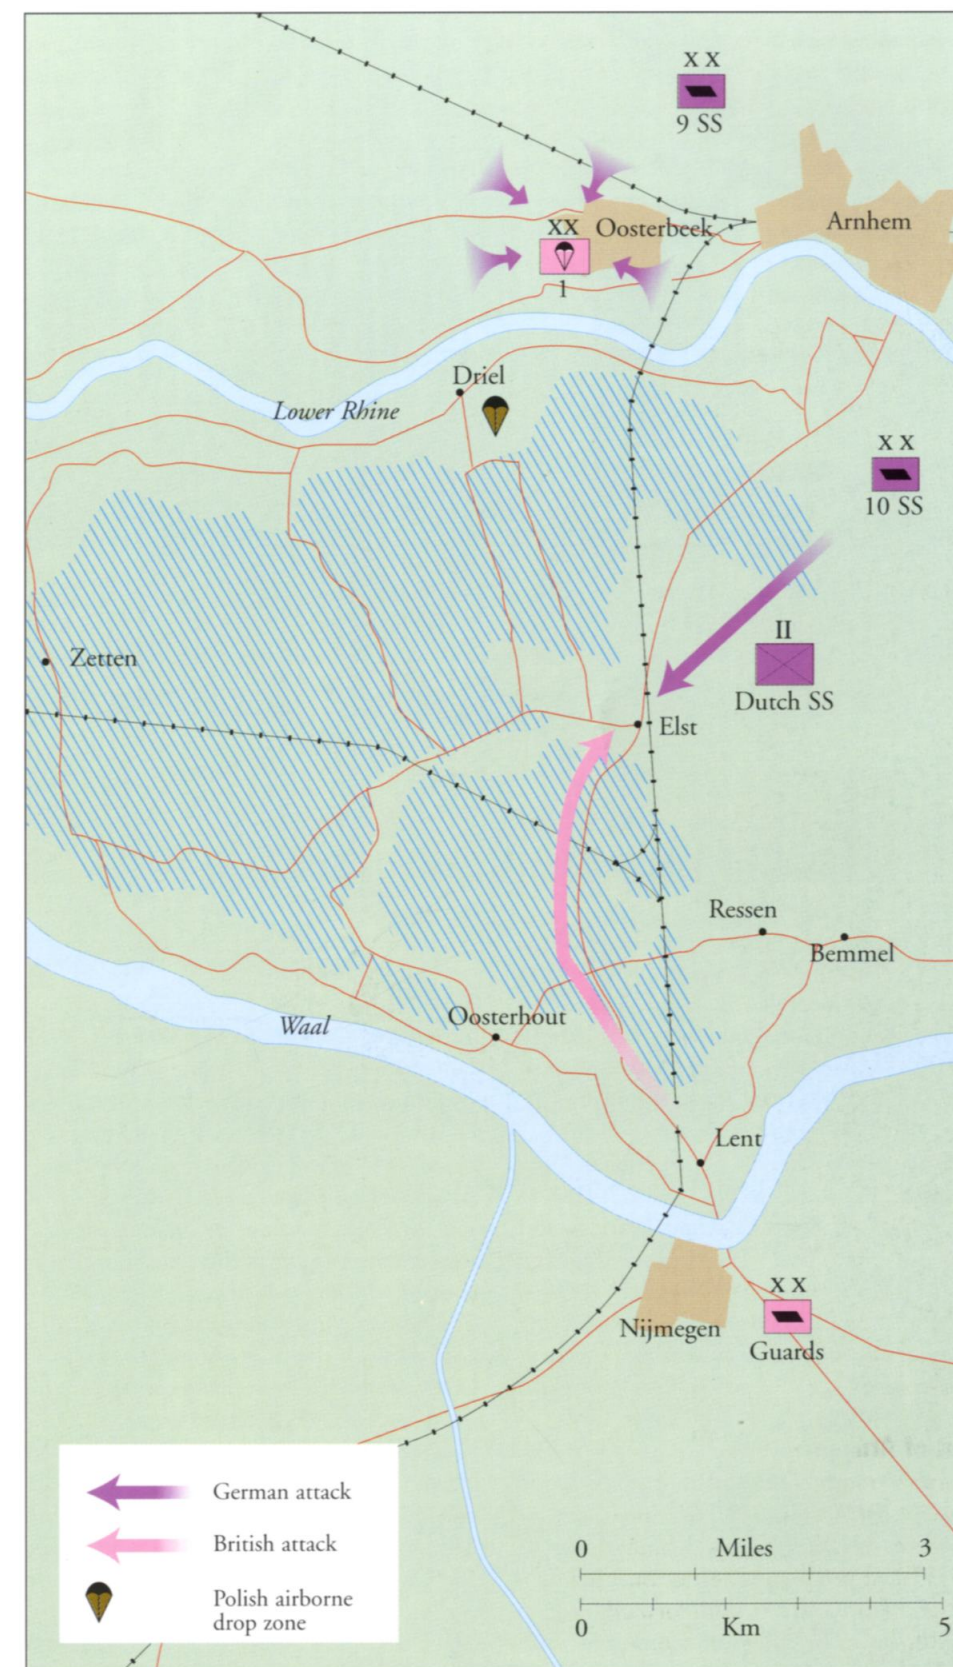 X X
9 SS
Arnhem
XX
Oosterbeek
1
Driel
Lower Rhine
X X
10 SS
II
Dutch SS
Zetten
Elst
Ressen
Bemmel
Oosterhout
Waal
Lent
Nijmegen
X X
Guards
German attack
British attack
Polish airborne
drop zone
0 Miles 3
0 Km 5